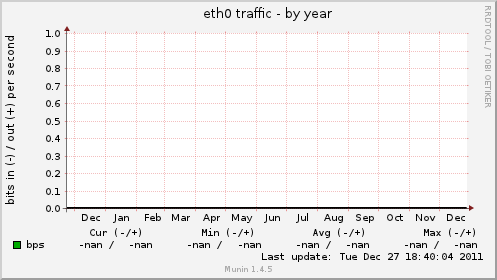 eth0 traffic - by year
RRDTOOL / TOBI OETIKER
bits in (-) / out (+) per second
1.0
0.9
0.8
0.7
0.6
0.5
0.4
0.3
0.2
0.1
0.0
Dec Jan Feb Mar Apr May Jun Jul Aug Sep Oct Nov Dec
Cur (-/+) Min (-/+) Avg (-/+) Max (-/+)
bps -nan / -nan -nan / -nan -nan / -nan -nan / -nan
Last update: Tue Dec 27 18:40:04 2011
Munin 1.4.5